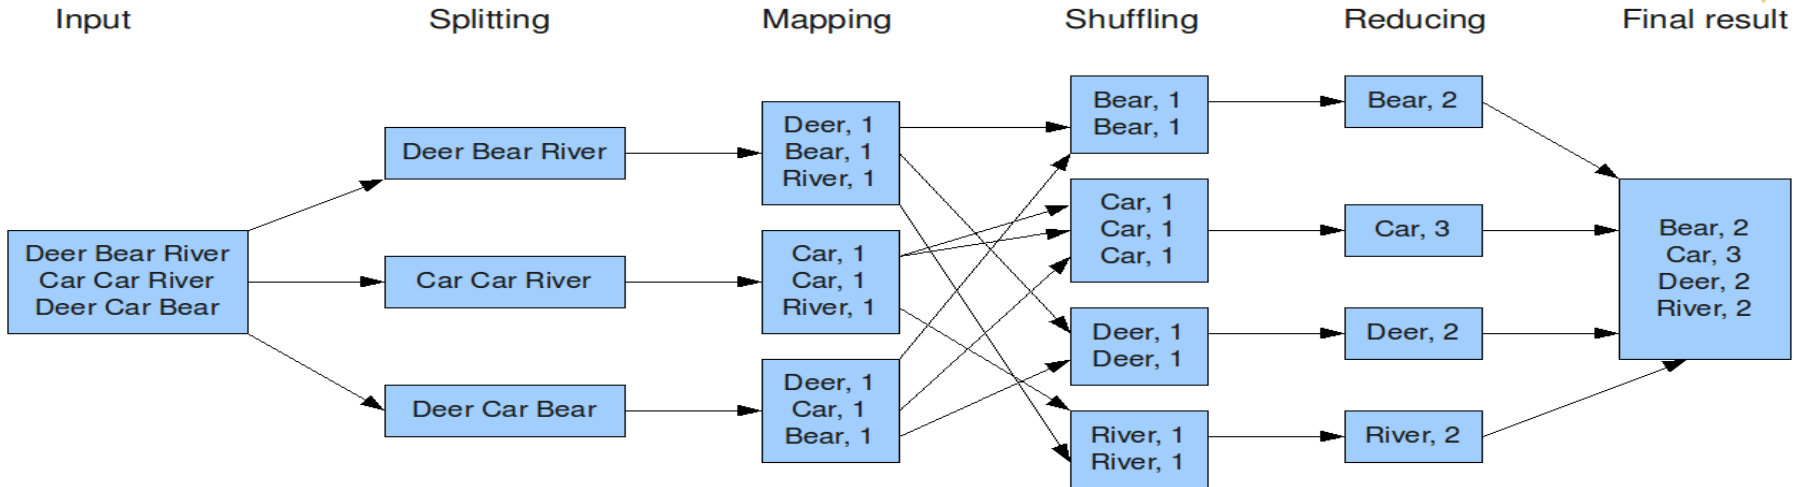 Input
Splitting
Mapping
Shuffling
Reducing
Final result
Deer Bear River
Car Car River
Deer Car Bear
Deer Bear River
Car Car River
Deer Car Bear
Deer, 1
Bear, 1
River, 1
Car, 1
Car, 1
River, 1
Deer, 1
Car, 1
Bear, 1
Bear, 1
Bear, 1
Car, 1
Car, 1
Car, 1
Deer, 1
Deer, 1
River, 1
River, 1
Bear, 2
Car, 3
Deer, 2
River, 2
Bear, 2
Car, 3
Deer, 2
River, 2